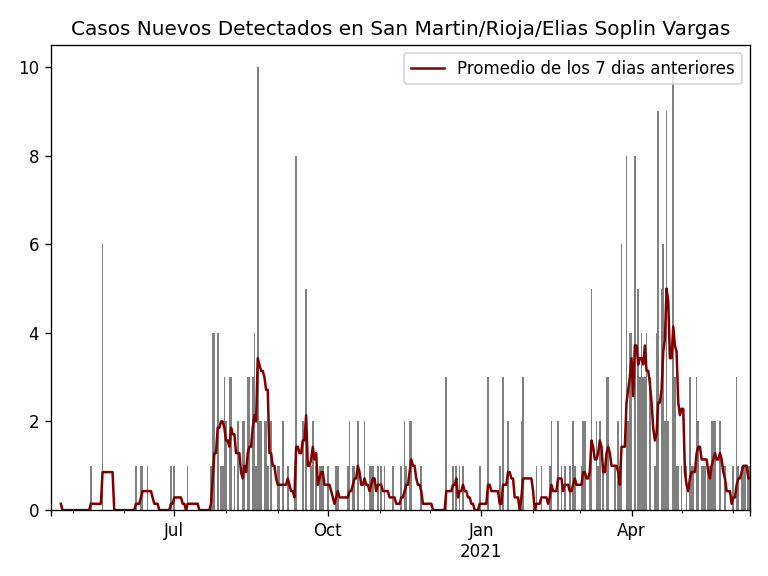 Casos Nuevos Detectados en San Martin/Rioja/Elias Soplin Vargas
Promedio de los 7 dias anteriores
10
8
6
4
2
0
Jul
Oct
Jan
2021
Apr